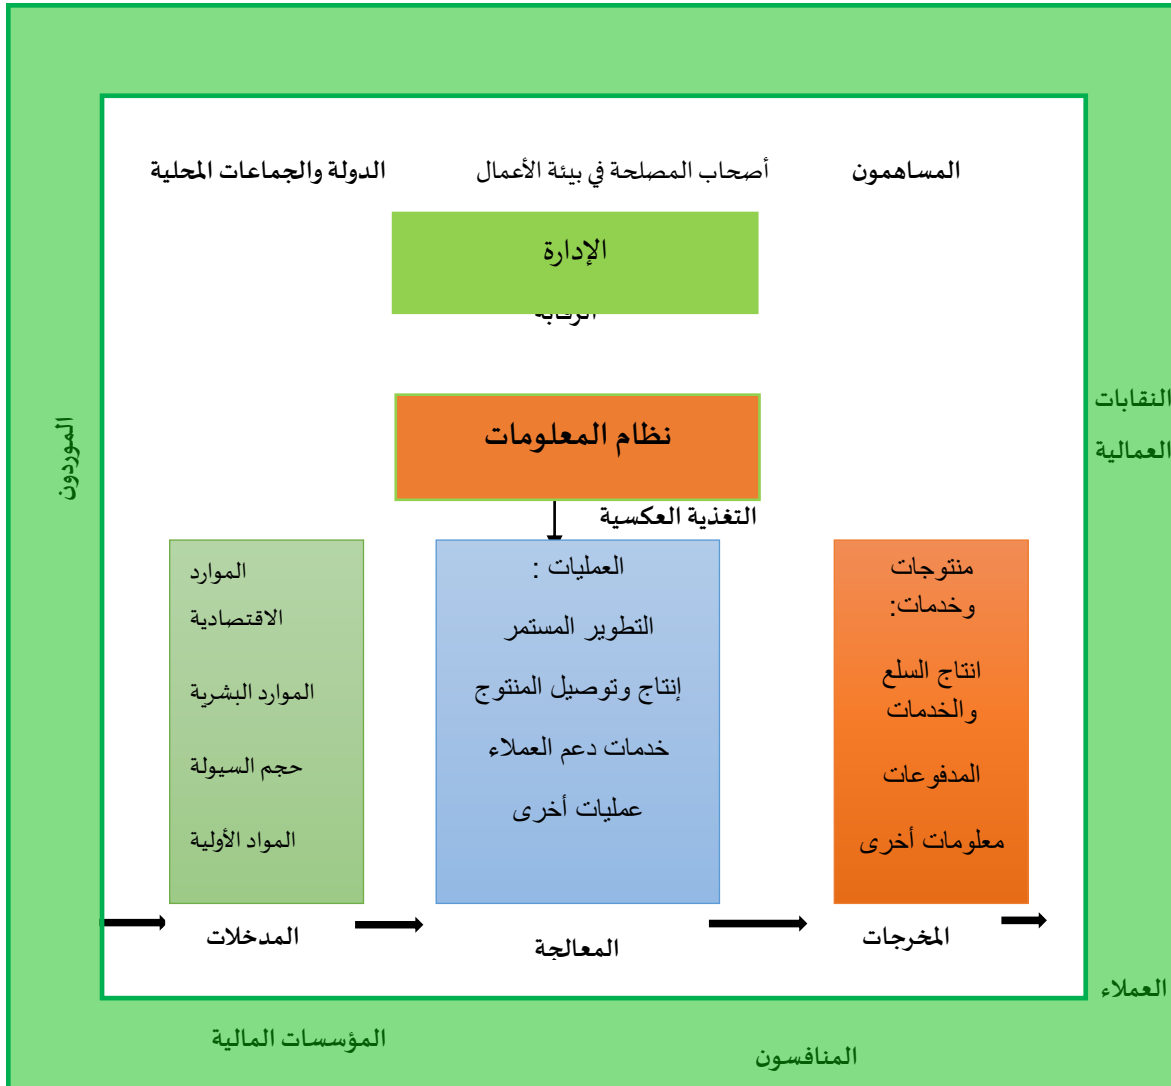 المساهمون
أصحاب المصلحة في بيئة الأعمال
الدولة والجماعات المحلية
الإدارة
الرقابة
النقابات
العمالية
الموردون
نظام المعلومات
التغذية العكسية
الموارد
الاقتصادية
الموارد البشرية
حجم السيولة
المواد الأولية
العمليات :
التطوير المستمر
إنتاج وتوصيل المنتوج
خدمات دعم العملاء
عمليات أخرى
منتوجات
وخدمات:
انتاج السلع
والخدمات
المدفوعات
معلومات أخرى
المدخلات
المعالجة
المخرجات
العملاء
المؤسسات المالية
المنافسون